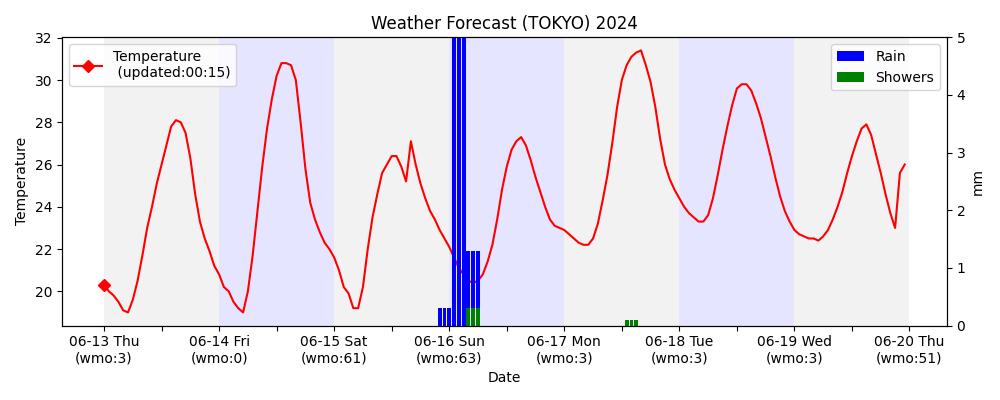 Weather Forecast (TOKYO) 2024
Temperature
(updated:00:15)
Rain
Showers
Temperature
32
30
28
26
24
22
20
5
4
3
2
1
0
mm
06-13 Thu
(wmo:3)
06-14 Fri
(wmo:0)
06-15 Sat
(wmo:61)
06-16 Sun
(wmo:63)
06-17 Mon
(wmo:3)
06-18 Tue
(wmo:3)
06-19 Wed
(wmo:3)
06-20 Thu
(wmo:51)
Date